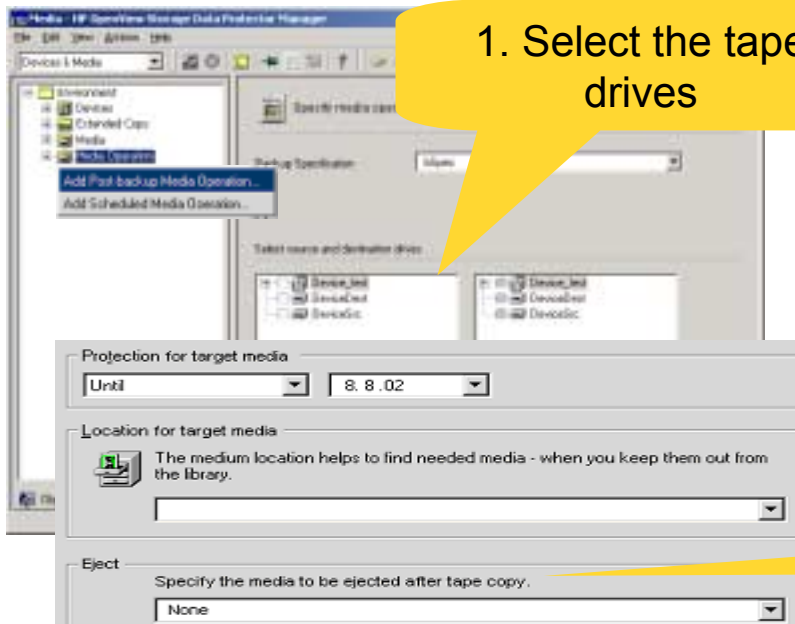 Media - HP OpenView Storage Data Protector Manager
File Edit View Actions Help
Devices & Media
1. Select the tape
drives
Environment
Devices
Extended Copy
Media
Media Operation
Add Post-backup Media Operation...
Add Scheduled Media Operation...
Specify media
Backup Specification
Select source and destination drives
Device_test
DeviceDest
DeviceSrc
Device_test
DeviceDest
DeviceSrc
Protection for target media
Until
8. 8 .02
Location for target media
The medium location helps to find needed media - when you keep them out from
the library.
Eject
Specify the media to be ejected after tape copy.
None